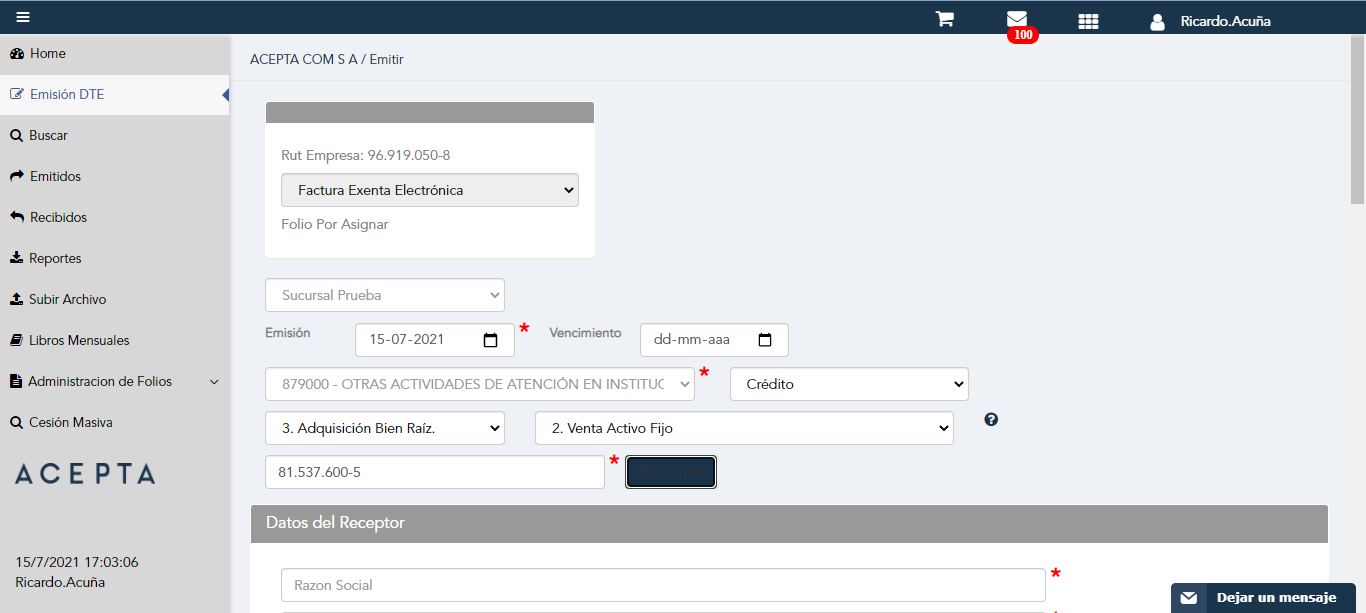 100
Ricardo.Acuña
Home
Emisión DTE
Buscar
Emitidos
Recibidos
Reportes
Subir Archivo
Libros Mensuales
Administracion de Folios
Cesión Masiva
ACEPTA
15/7/2021 17:03:06
Ricardo.Acuña
ACEPTA COM S A / Emitir
Rut Empresa: 96.919.050-8
Factura Exenta Electrónica
Folio Por Asignar
Sucursal Prueba
Emisión 15-07-2021 * Vencimiento dd-mm-aaa
879000 - OTRAS ACTIVIDADES DE ATENCIÓN EN INSTITUC * Crédito
3. Adquisición Bien Raíz. 2. Venta Activo Fijo ?
81.537.600-5 *
Datos del Receptor
Razon Social *
Dejar un mensaje